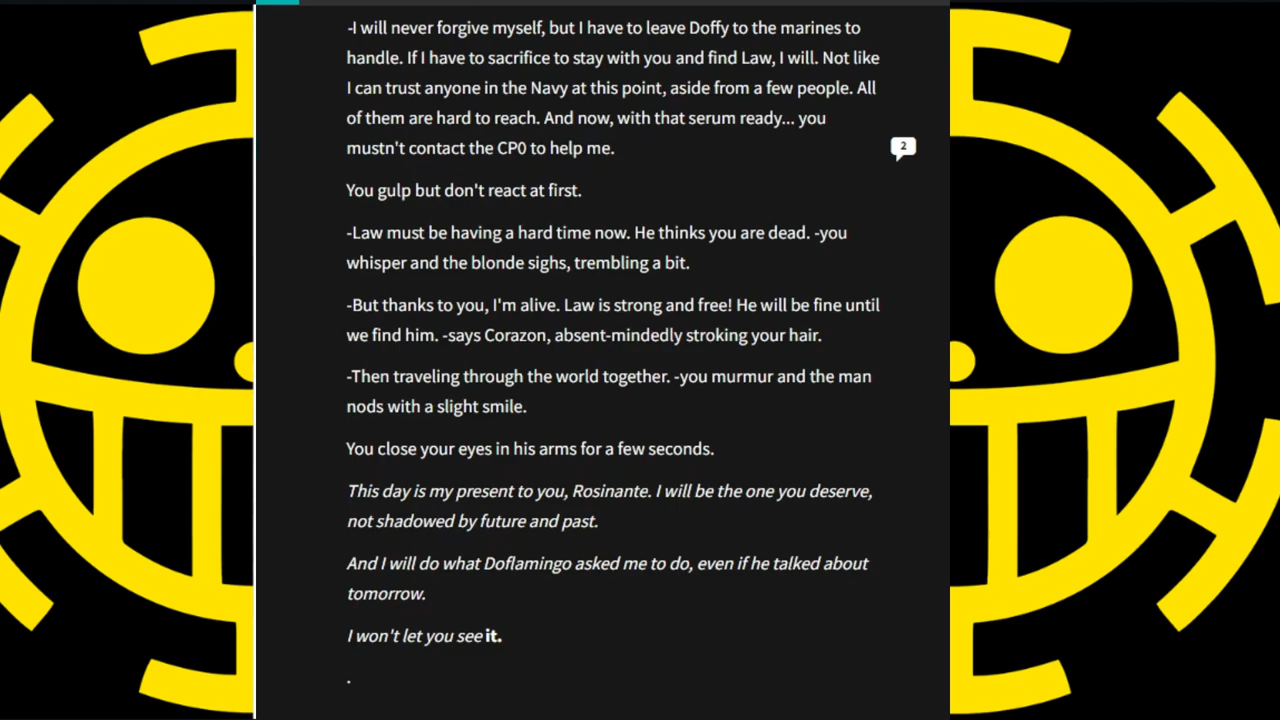 -I will never forgive myself, but I have to leave Doffy to the marines to
handle. If I have to sacrifice to stay with you and find Law, I will. Not like
I can trust anyone in the Navy at this point, aside from a few people. All
of them are hard to reach. And now, with that serum ready... you
mustn't contact the CP0 to help me.
2
You gulp but don't react at first.
-Law must be having a hard time now. He thinks you are dead. -you
whisper and the blonde sighs, trembling a bit.
-But thanks to you, I'm alive. Law is strong and free! He will be fine until
we find him. -says Corazon, absent-mindedly stroking your hair.
-Then traveling through the world together. -you murmur and the man
nods with a slight smile.
You close your eyes in his arms for a few seconds.
This day is my present to you, Rosinante. I will be the one you deserve,
not shadowed by future and past.
And I will do what Doflamingo asked me to do, even if he talked about
tomorrow.
I won't let you see it.
.